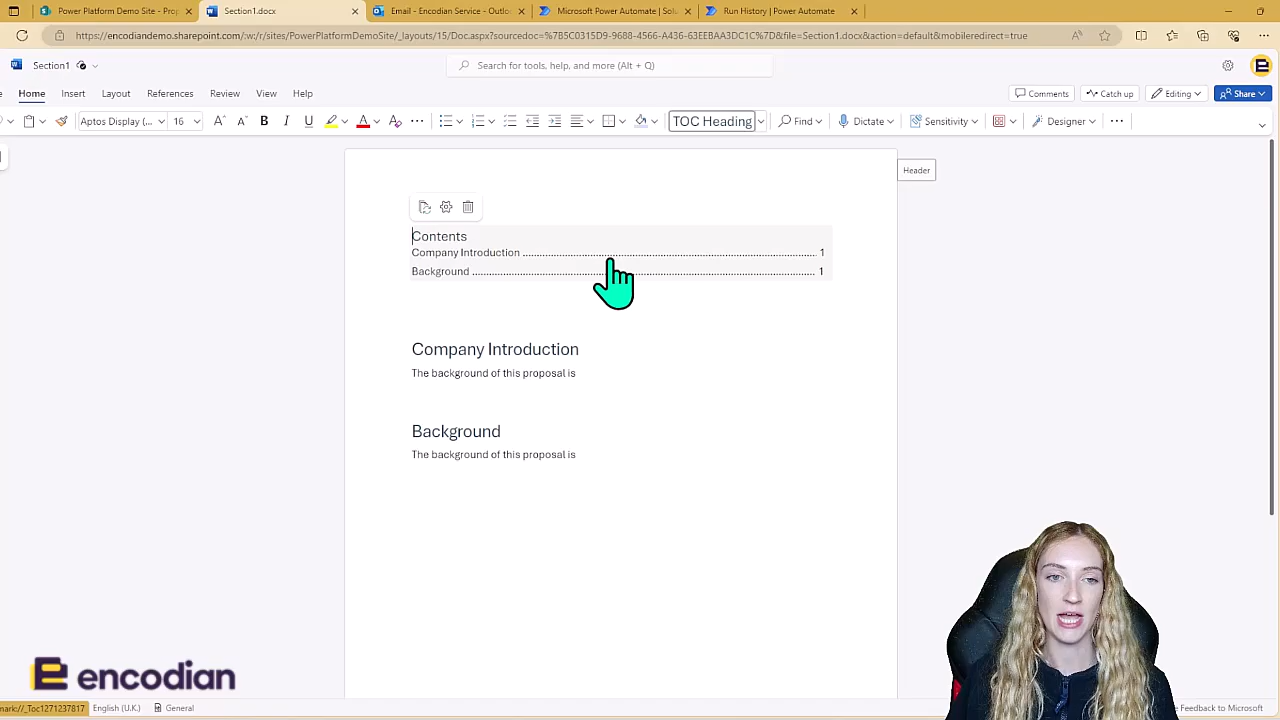 Power Platform Demo Site - Prop
Section1.docx
Email - Encodian Service - Outlo
Microsoft Power Automate | Solu
Run History | Power Automate
https://encodiandemo.sharepoint.com/:w:/r/sites/PowerPlatformDemoSite/_layouts/15/Doc.aspx?sourcedoc=%7B5C0315D9-9688-4566-A436-63EEBAA3DC1C%7D&file=Section1.docx&action=default&mobileredirect=true
Section1
Search for tools, help, and more (Alt + Q)
Home Insert Layout References Review View Help
Comments Catch up Editing Share
Aptos Display (... 16 B I U A TOC Heading Find Dictate Sensitivity Designer
Header
Contents
Company Introduction ........ 1
Background ........ 1
Company Introduction
The background of this proposal is
Background
The background of this proposal is
encodian
mark://_Toc1271237817 English (U.K.) General
Feedback to Microsoft